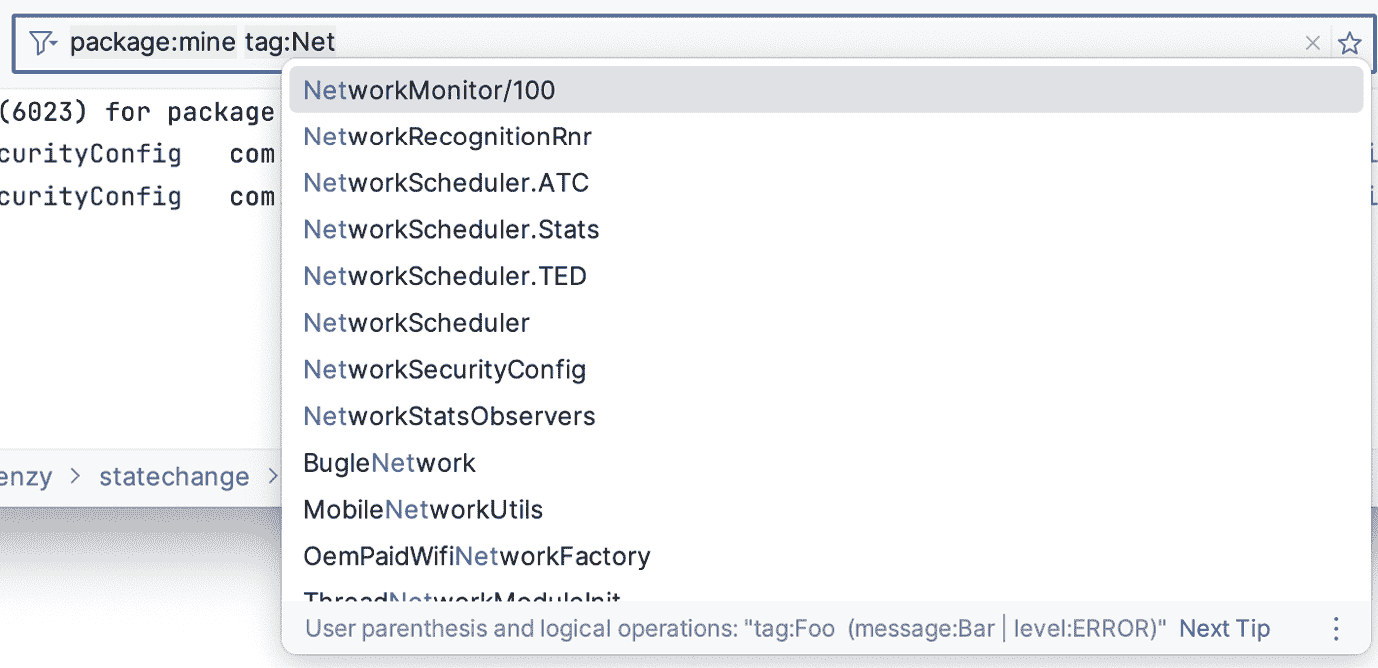 package:mine tag:Net
NetworkMonitor/100
(6023) for package
NetworkRecognitionRnr
curityConfig com
NetworkScheduler.ATC
curityConfig com
NetworkScheduler.Stats
NetworkScheduler.TED
NetworkScheduler
NetworkSecurityConfig
NetworkStatsObservers
BugleNetwork
enzy > statechange >
MobileNetworkUtils
OemPaidWifiNetworkFactory
ThreadNetworkModuleInit
User parenthesis and logical operations: "tag:Foo (message:Bar | level:ERROR)" Next Tip